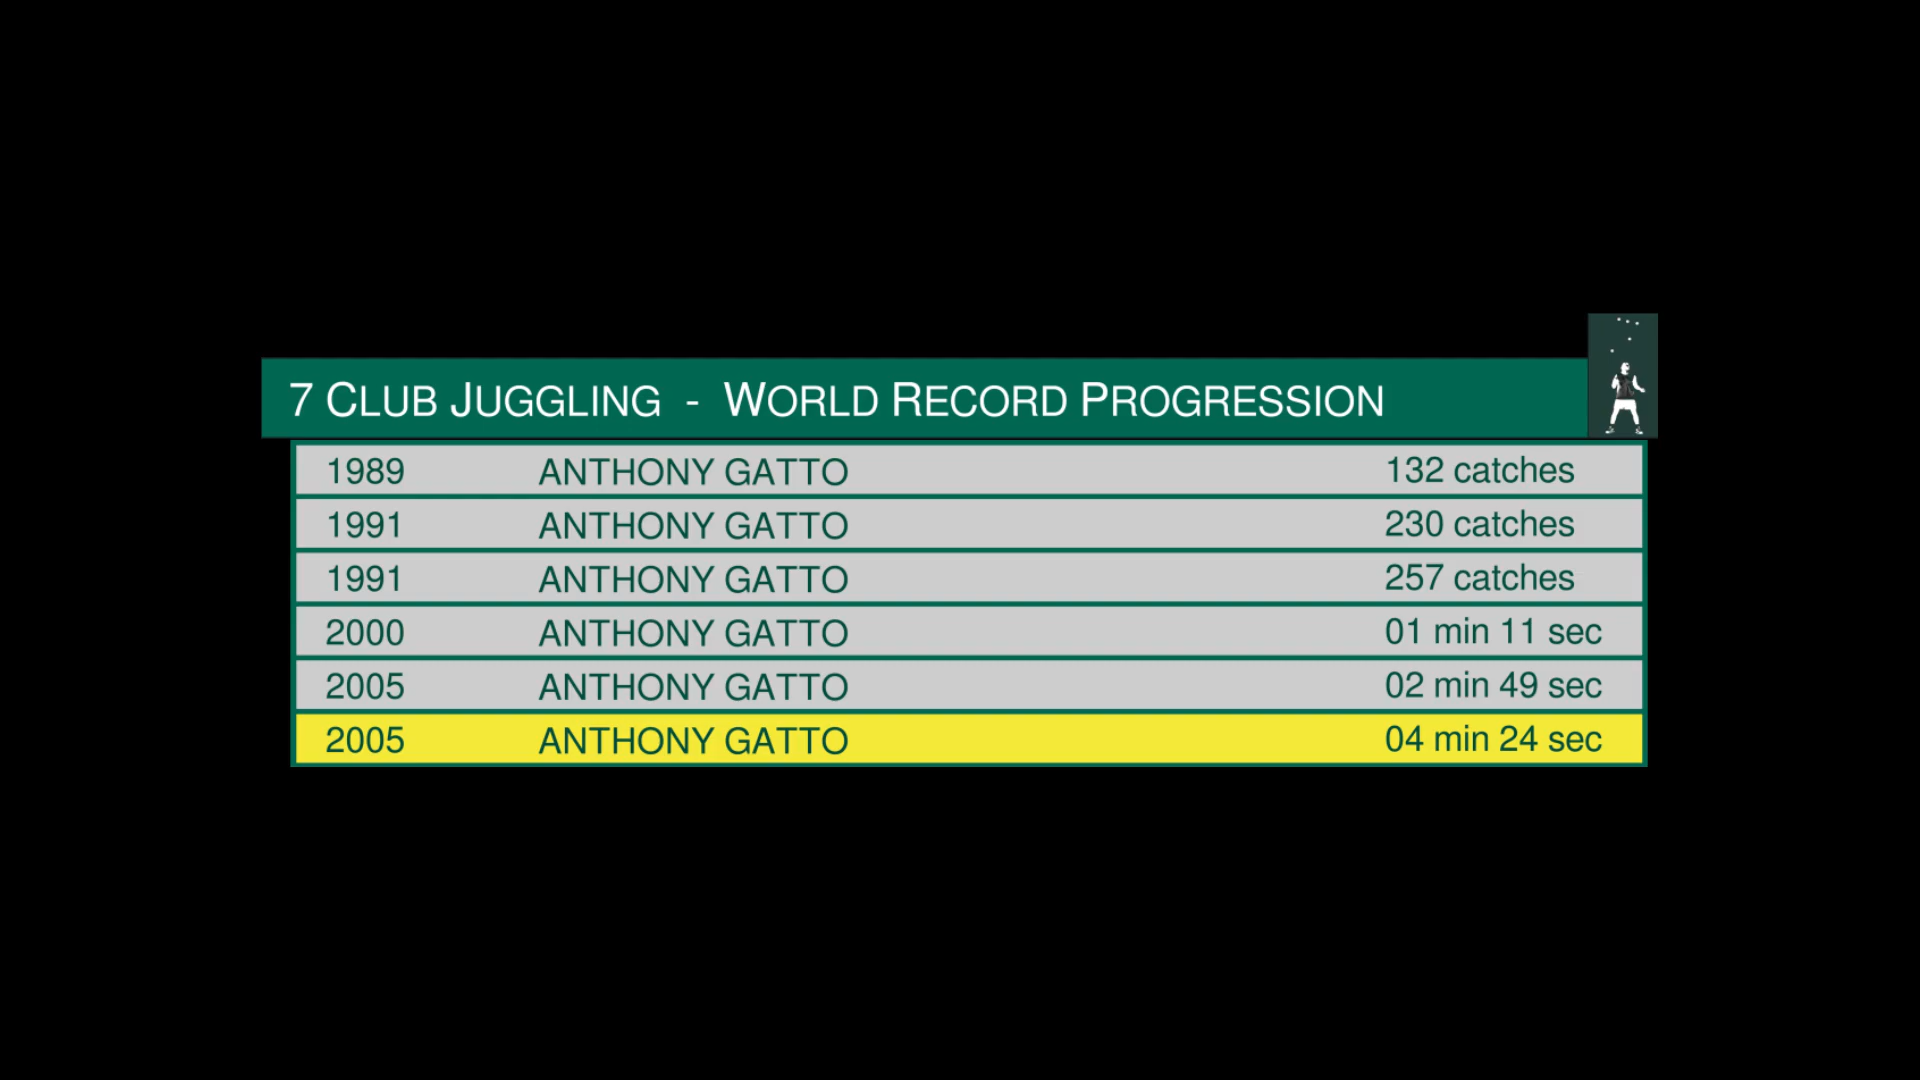 7 CLUB JUGGLING - WORLD RECORD PROGRESSION
1989 ANTHONY GATTO 132 catches
1991 ANTHONY GATTO 230 catches
1991 ANTHONY GATTO 257 catches
2000 ANTHONY GATTO 01 min 11 sec
2005 ANTHONY GATTO 02 min 49 sec
2005 ANTHONY GATTO 04 min 24 sec